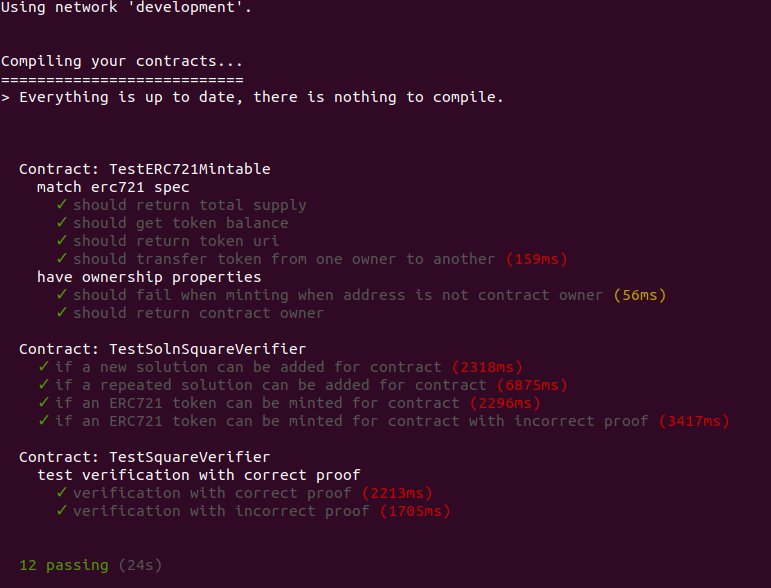 Using network 'development'.
Compiling your contracts...
===========================
> Everything is up to date, there is nothing to compile.
Contract: TestERC721Mintable
match erc721 spec
✓ should return total supply
✓ should get token balance
✓ should return token uri
✓ should transfer token from one owner to another (159ms)
have ownership properties
✓ should fail when minting when address is not contract owner (56ms)
✓ should return contract owner
Contract: TestSolnSquareVerifier
✓ if a new solution can be added for contract (2318ms)
✓ if a repeated solution can be added for contract (6875ms)
✓ if an ERC721 token can be minted for contract (2296ms)
✓ if an ERC721 token can be minted for contract with incorrect proof (3417ms)
Contract: TestSquareVerifier
test verification with correct proof
✓ verification with correct proof (2213ms)
✓ verification with incorrect proof (1705ms)
12 passing (24s)